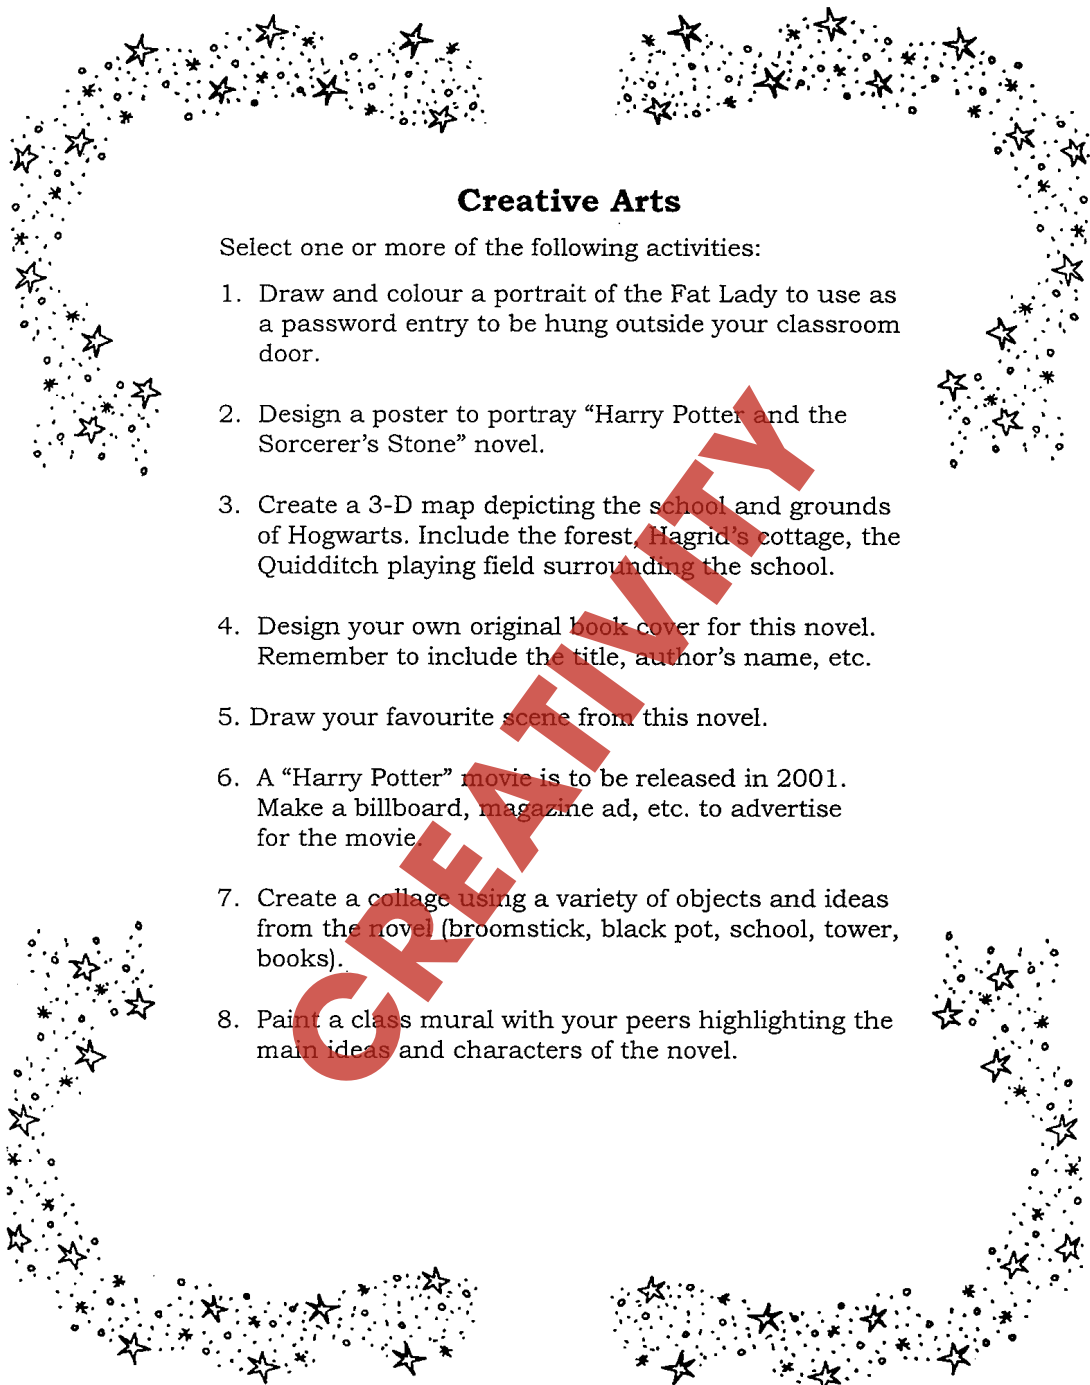 Creative Arts
Select one or more of the following activities:
1. Draw and colour a portrait of the Fat Lady to use as
a password entry to be hung outside your classroom
door.
2. Design a poster to portray “Harry Potter and the
Sorcerer’s Stone” novel.
3. Create a 3-D map depicting the school and grounds
of Hogwarts. Include the forest, Hagrid’s cottage, the
Quidditch playing field surrounding the school.
4. Design your own original book cover for this novel.
Remember to include the title, author’s name, etc.
5. Draw your favourite scene from this novel.
6. A “Harry Potter” movie is to be released in 2001.
Make a billboard, magazine ad, etc. to advertise
for the movie.
7. Create a collage using a variety of objects and ideas
from the novel (broomstick, black pot, school, tower,
books).
8. Paint a class mural with your peers highlighting the
main ideas and characters of the novel.
CREATIVITY